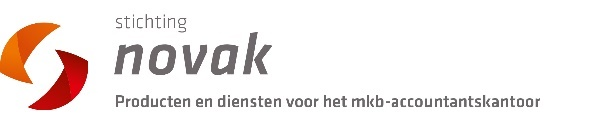 stichting
novak
Producten en diensten voor het mkb-accountantskantoor